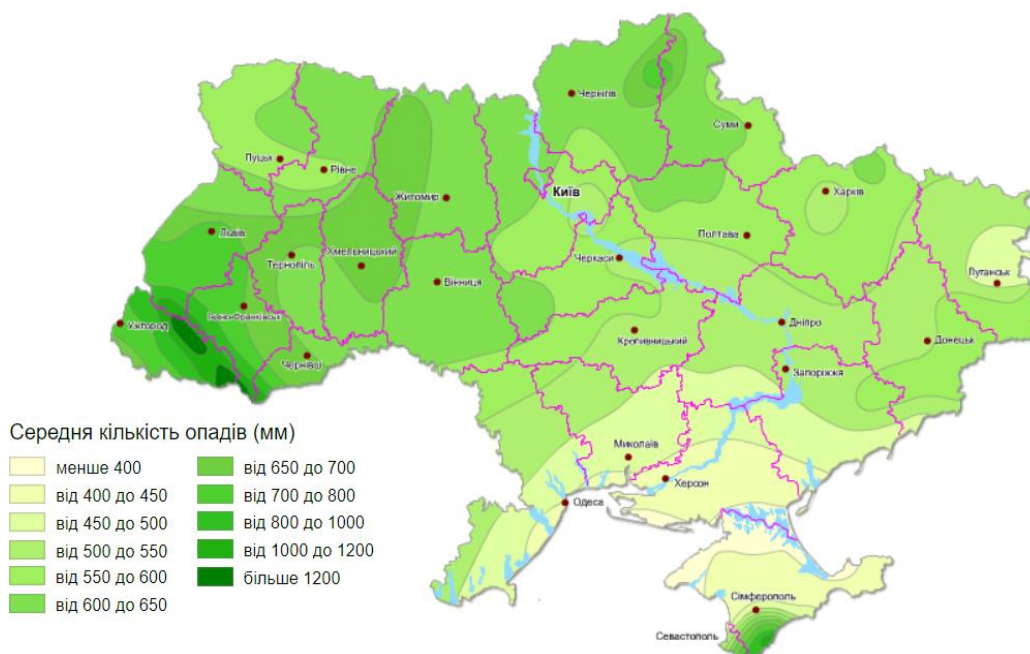 Чернігів
Суми
Луцьк
Рівне
Київ
Житомир
Харків
Львів
Полтава
Хмельницький
Тернопіль
Черкаси
Луганськ
Вінниця
Івано-Франківськ
Ужгород
Дніпро
Кропивницький
Донецьк
Чернівці
Запоріжжя
Середня кількість опадів (мм)
менше 400
від 400 до 450
від 450 до 500
від 500 до 550
від 550 до 600
від 600 до 650
від 650 до 700
від 700 до 800
від 800 до 1000
від 1000 до 1200
більше 1200
Миколаїв
Херсон
Одеса
Сімферополь
Севастополь